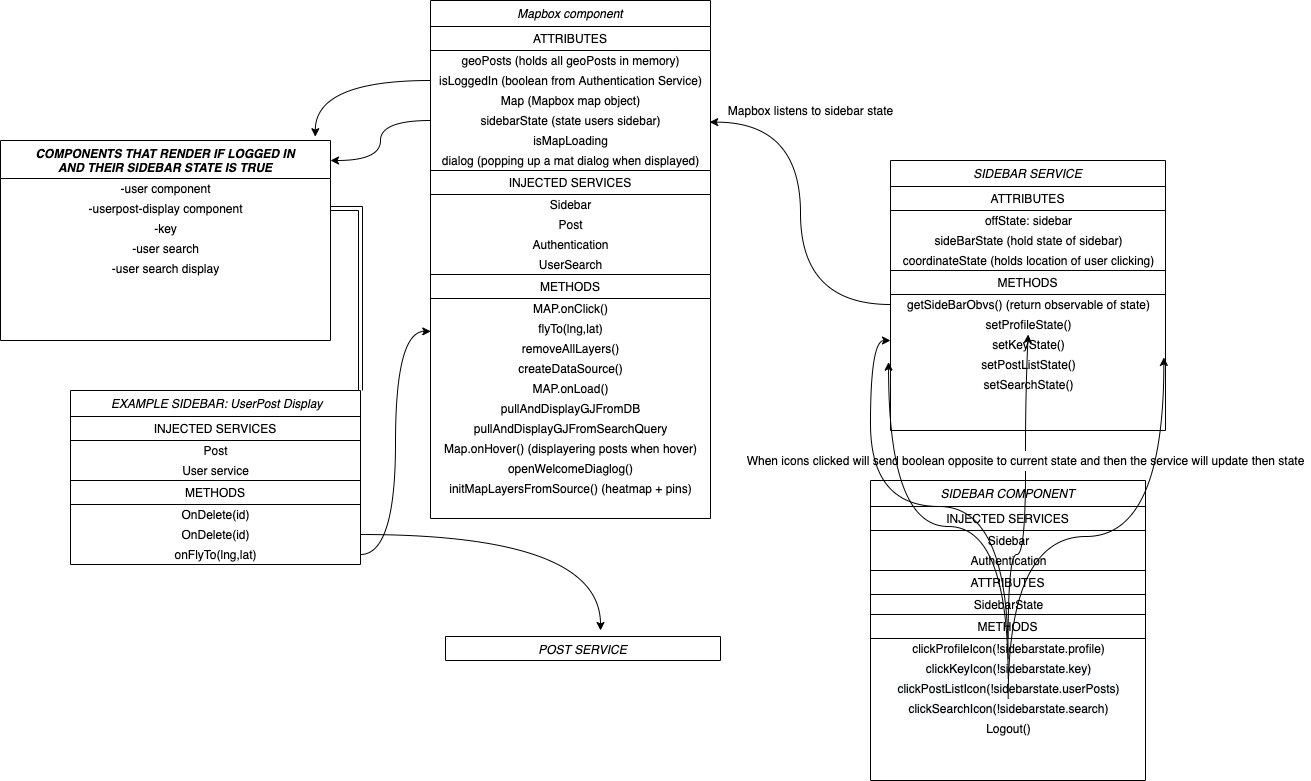 Mapbox component
ATTRIBUTES
geoPosts (holds all geoPosts in memory)
isLoggedIn (boolean from Authentication Service)
Map (Mapbox map object)
sidebarState (state users sidebar)
isMapLoading
dialog (popping up a mat dialog when displayed)
INJECTED SERVICES
Sidebar
Post
Authentication
UserSearch
METHODS
MAP.onClick()
flyTo(lng,lat)
removeAllLayers()
createDataSource()
MAP.onLoad()
pullAndDisplayGJFromDB
pullAndDisplayGJFromSearchQuery
Map.onHover() (displayering posts when hover)
openWelcomeDiaglog()
initMapLayersFromSource() (heatmap + pins)
Mapbox listens to sidebar state
COMPONENTS THAT RENDER IF LOGGED IN
AND THEIR SIDEBAR STATE IS TRUE
-user component
-userpost-display component
-key
-user search
-user search display
SIDEBAR SERVICE
ATTRIBUTES
offState: sidebar
sideBarState (hold state of sidebar)
coordinateState (holds location of user clicking)
METHODS
getSideBarObvs() (return observable of state)
setProfileState()
setKeyState()
setPostListState()
setSearchState()
EXAMPLE SIDEBAR: UserPost Display
INJECTED SERVICES
Post
User service
METHODS
OnDelete(id)
OnDelete(id)
onFlyTo(lng,lat)
When icons clicked will send boolean opposite to current state and then the service will update then state
SIDEBAR COMPONENT
INJECTED SERVICES
Sidebar
Authentication
ATTRIBUTES
SidebarState
METHODS
clickProfileIcon(!sidebarstate.profile)
clickKeyIcon(!sidebarstate.key)
clickPostListIcon(!sidebarstate.userPosts)
clickSearchIcon(!sidebarstate.search)
Logout()
POST SERVICE